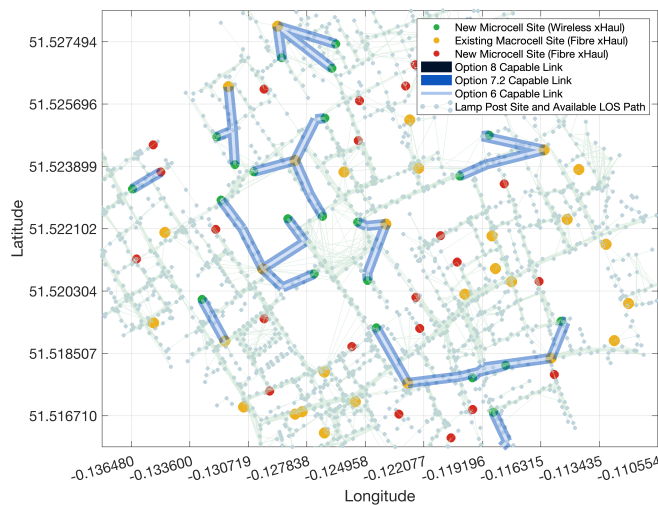 New Microcell Site (Wireless xHaul)
Existing Macrocell Site (Fibre xHaul)
New Microcell Site (Fibre xHaul)
Option 8 Capable Link
Option 7.2 Capable Link
Option 6 Capable Link
Lamp Post Site and Available LOS Path
51.527494
51.525696
51.523899
51.522102
51.520304
51.518507
51.516710
Latitude
-0.136480
-0.133600
-0.130719
-0.127838
-0.124958
-0.122077
-0.119196
-0.116315
-0.113435
-0.110554
Longitude